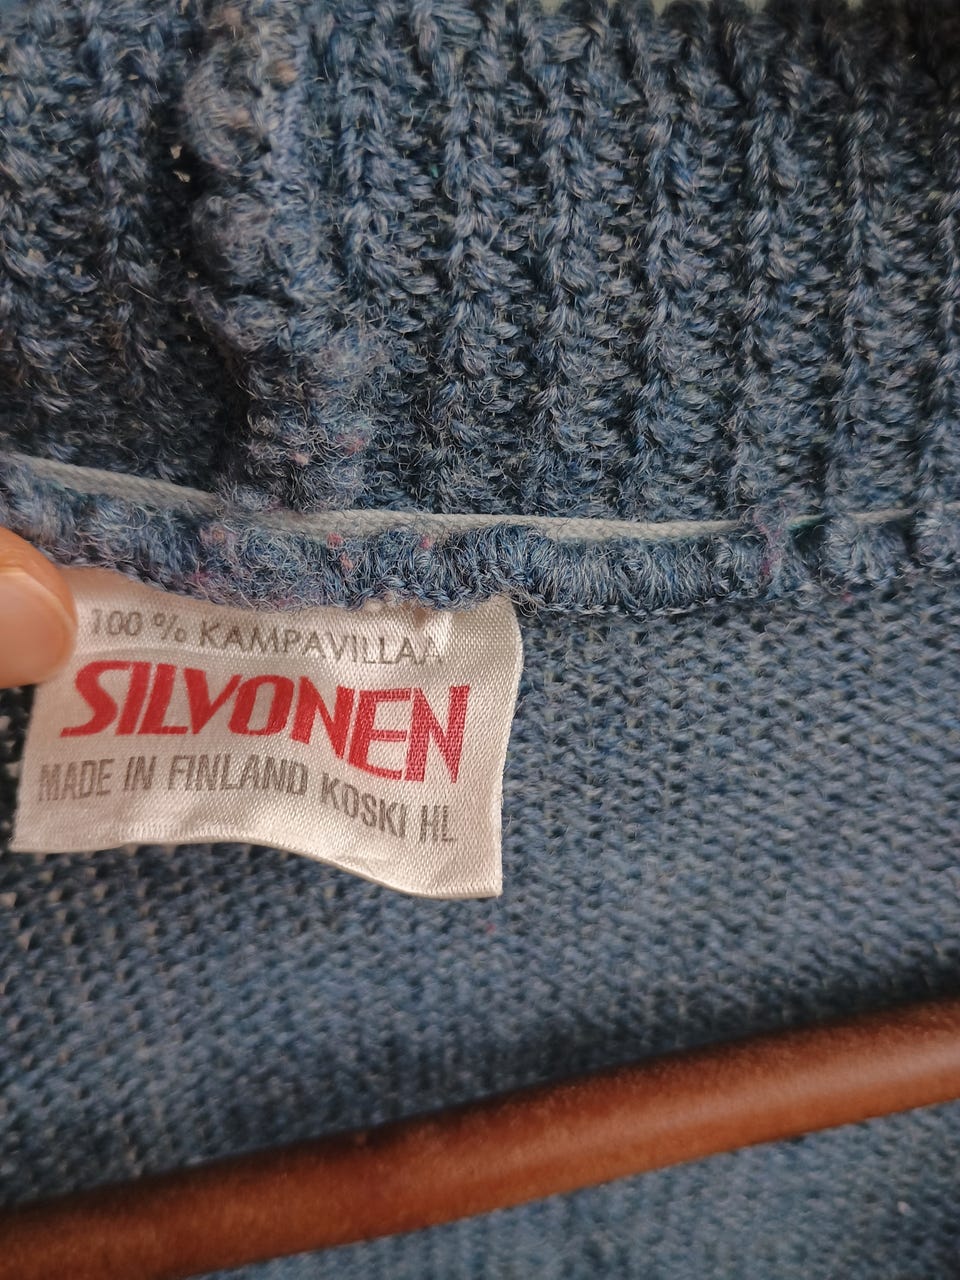 100 % KAMPAVILLAA
SILVONEN
MADE IN FINLAND KOSKI HL